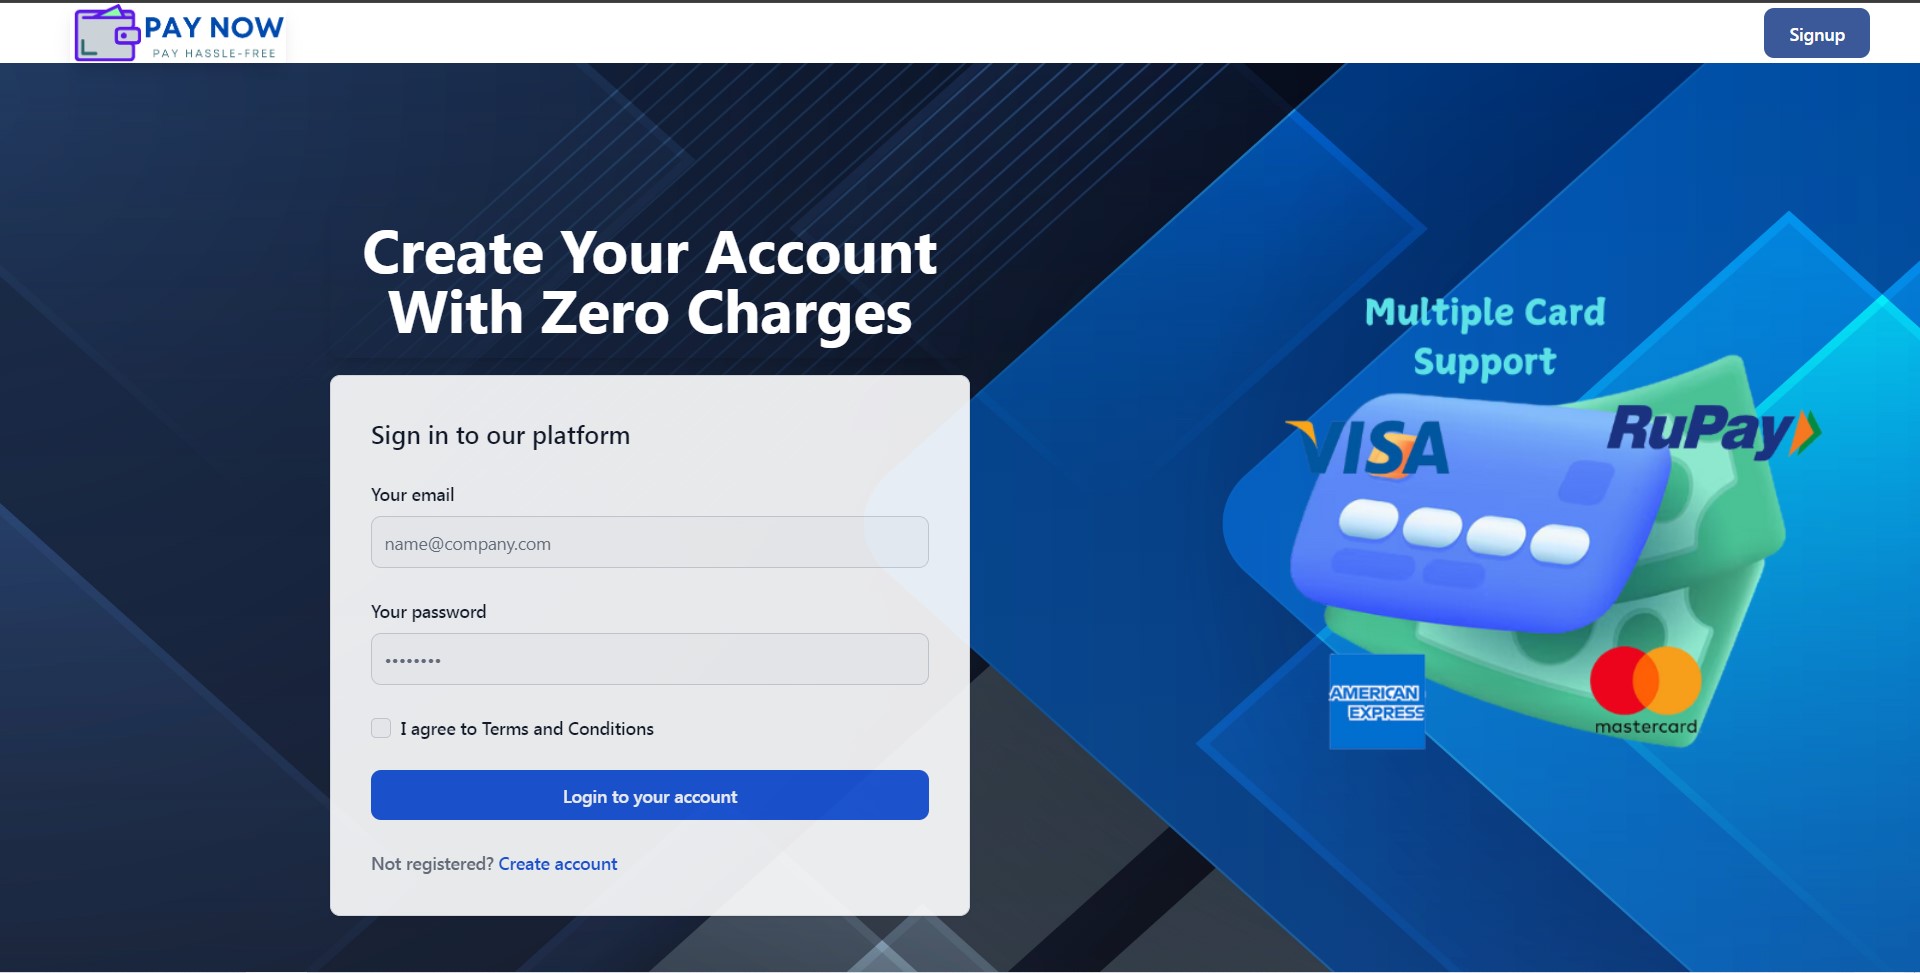 PAY NOW
PAY HASSLE-FREE
Signup
Create Your Account
With Zero Charges
Sign in to our platform
Your email
name@company.com
Your password
••••••••
I agree to Terms and Conditions
Login to your account
Not registered? Create account
Multiple Card
Support
VISA
RuPay
AMERICAN
EXPRESS
mastercard